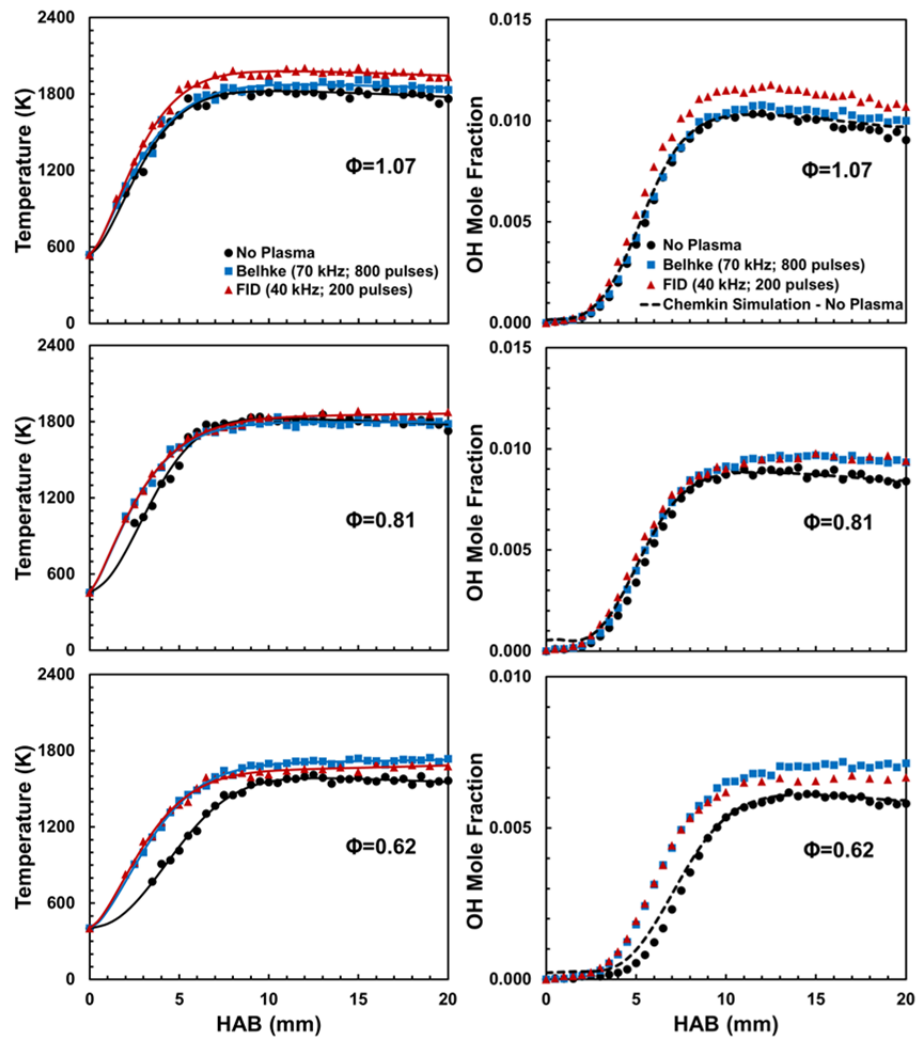 2400
1800
1200
600
0
Temperature (K)
Φ=1.07
No Plasma
Belhke (70 kHz; 800 pulses)
FID (40 kHz; 200 pulses)
0.015
0.010
0.005
0.000
OH Mole Fraction
Φ=1.07
No Plasma
Belhke (70 kHz; 800 pulses)
FID (40 kHz; 200 pulses)
Chemkin Simulation - No Plasma
2400
1800
1200
600
0
Temperature (K)
Φ=0.81
0.015
0.010
0.005
0.000
OH Mole Fraction
Φ=0.81
2400
1800
1200
600
0
Temperature (K)
Φ=0.62
0 5 10 15 20
HAB (mm)
0.010
0.005
0.000
OH Mole Fraction
Φ=0.62
0 5 10 15 20
HAB (mm)